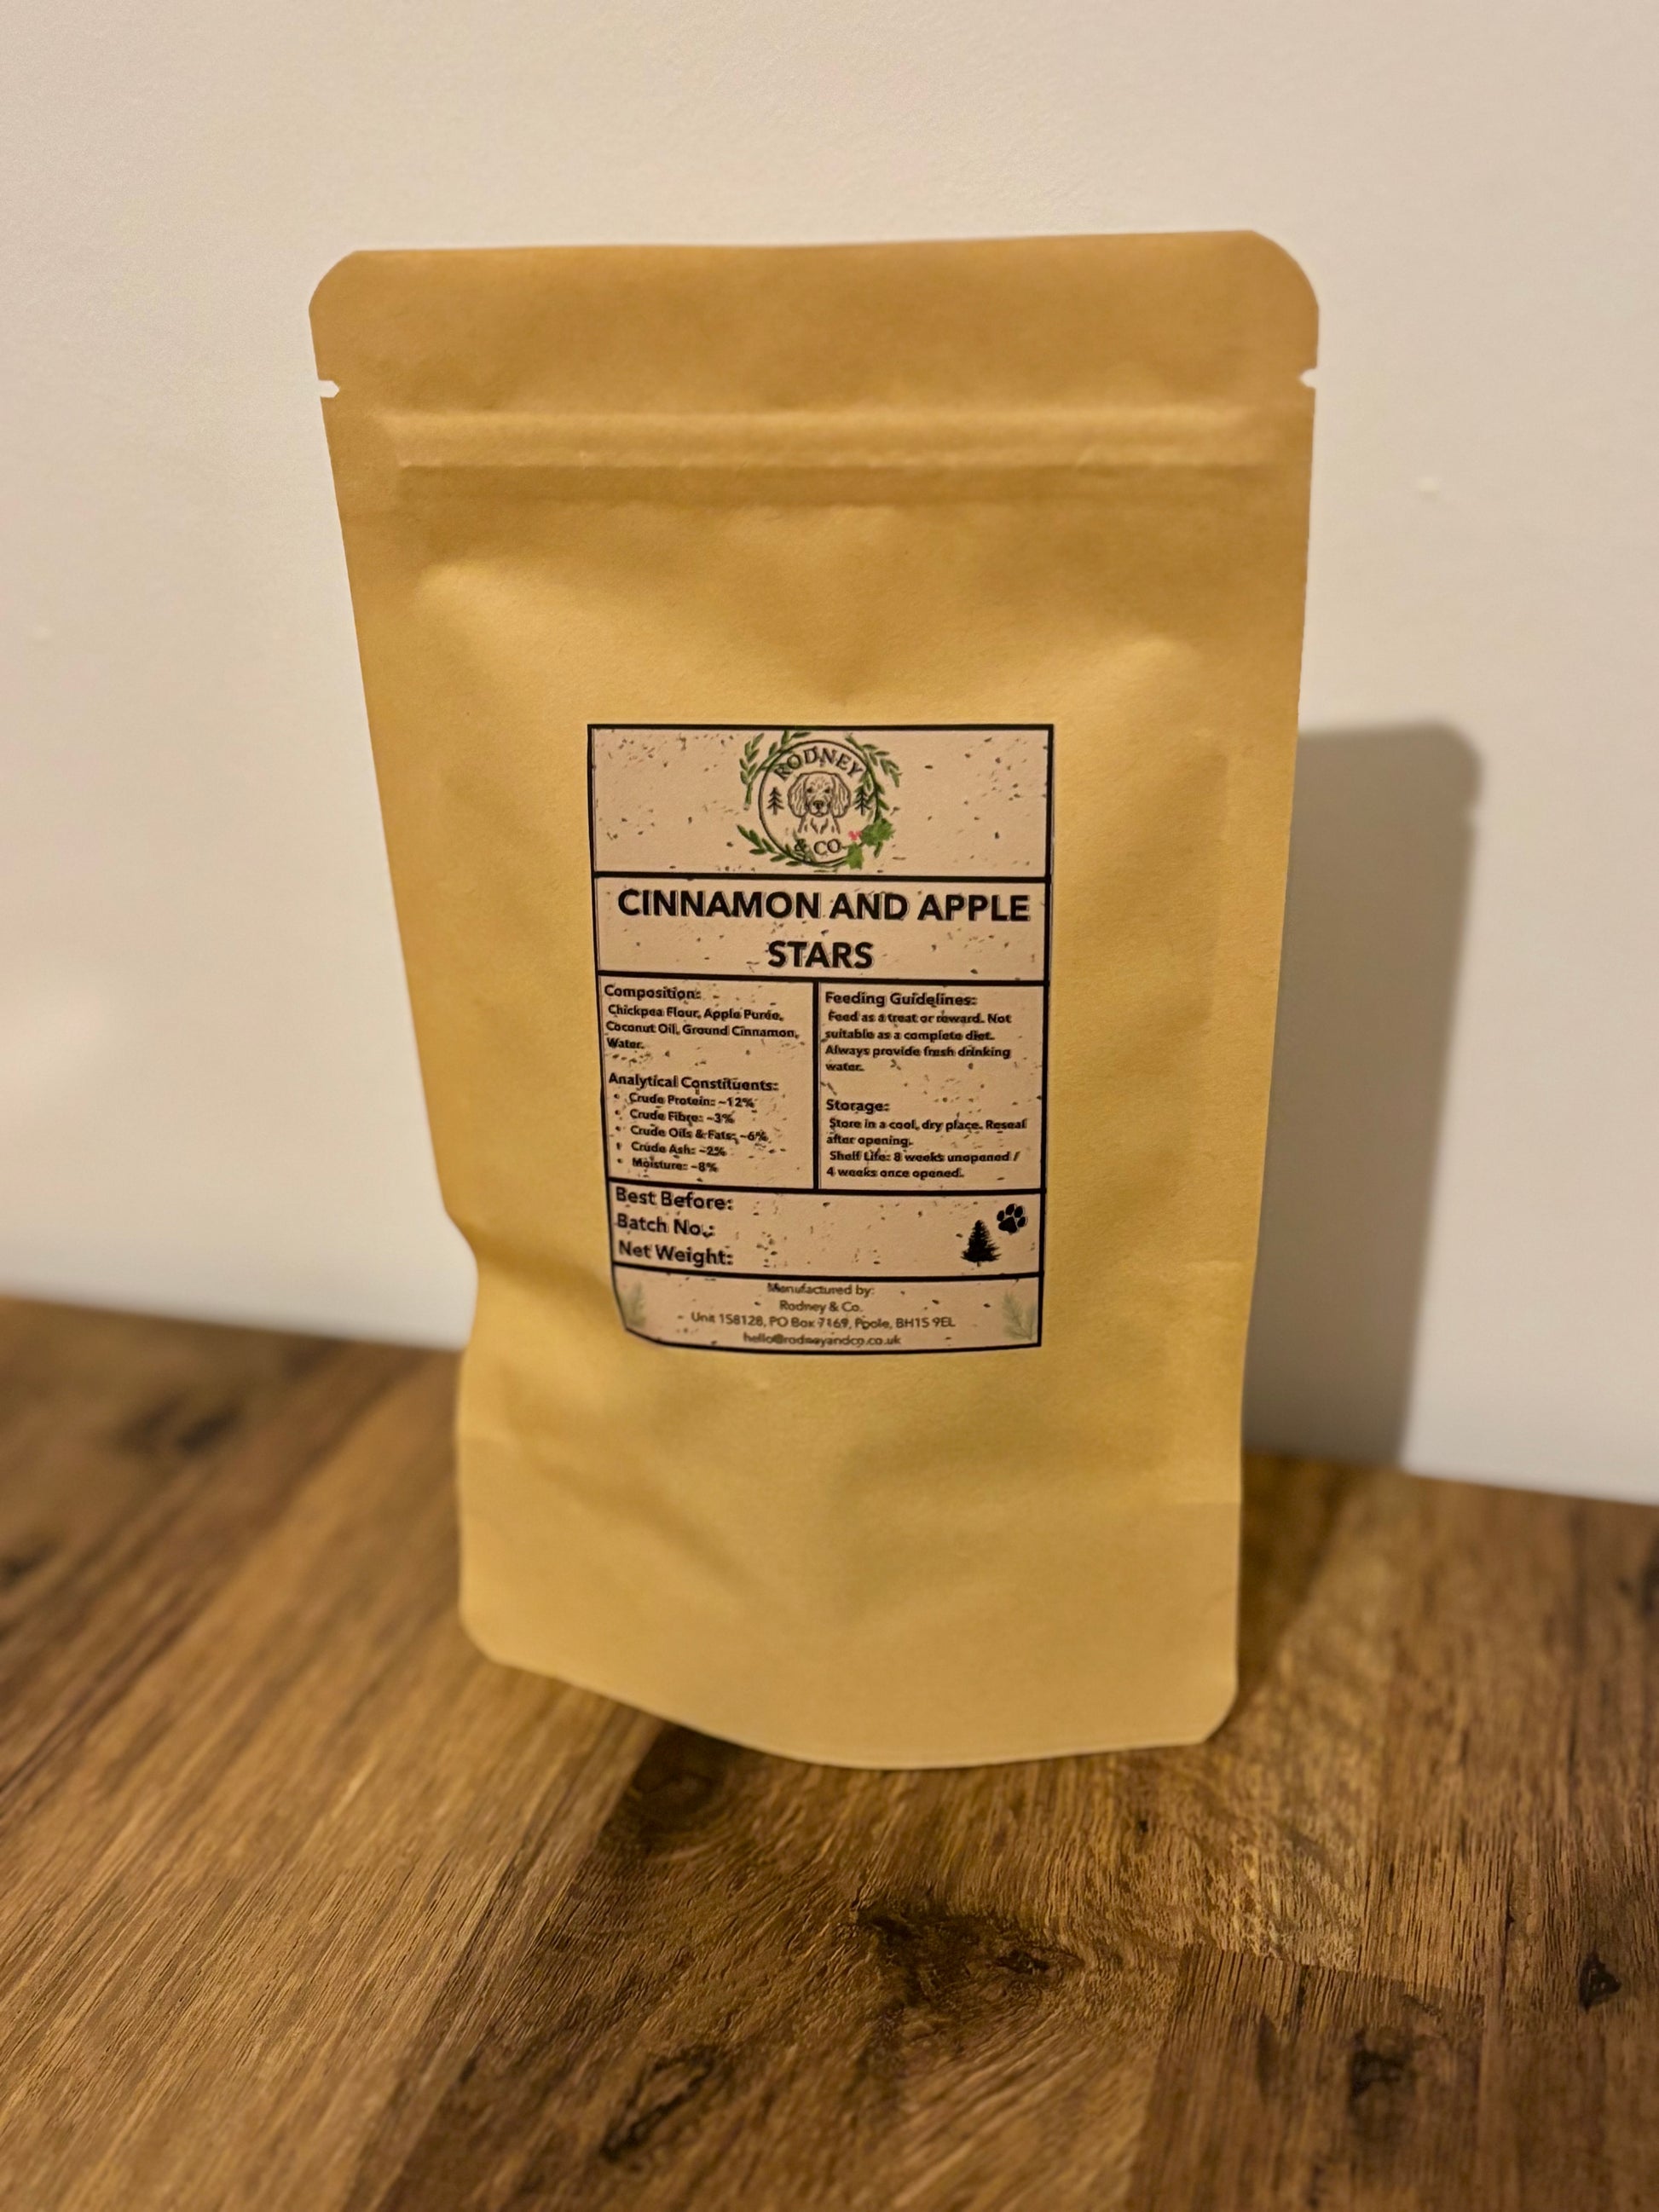 RODNEY
& CO.
CINNAMON AND APPLE
STARS
Composition:
Chickpea Flour, Apple Purée,
Coconut Oil, Ground Cinnamon,
Water.
Analytical Constituents:
• Crude Protein: ~12%
• Crude Fibre: ~3%
• Crude Oils & Fats: ~6%
• Crude Ash: ~2%
• Moisture: ~8%
Feeding Guidelines:
Feed as a treat or reward. Not
suitable as a complete diet.
Always provide fresh drinking
water.
Storage:
Store in a cool, dry place. Reseal
after opening.
Shelf Life: 8 weeks unopened /
4 weeks once opened.
Best Before:
Batch No.:
Net Weight:
Manufactured by:
Rodney & Co.
Unit 158128, PO Box 7169, Poole, BH15 9EL
hello@rodneyandco.co.uk